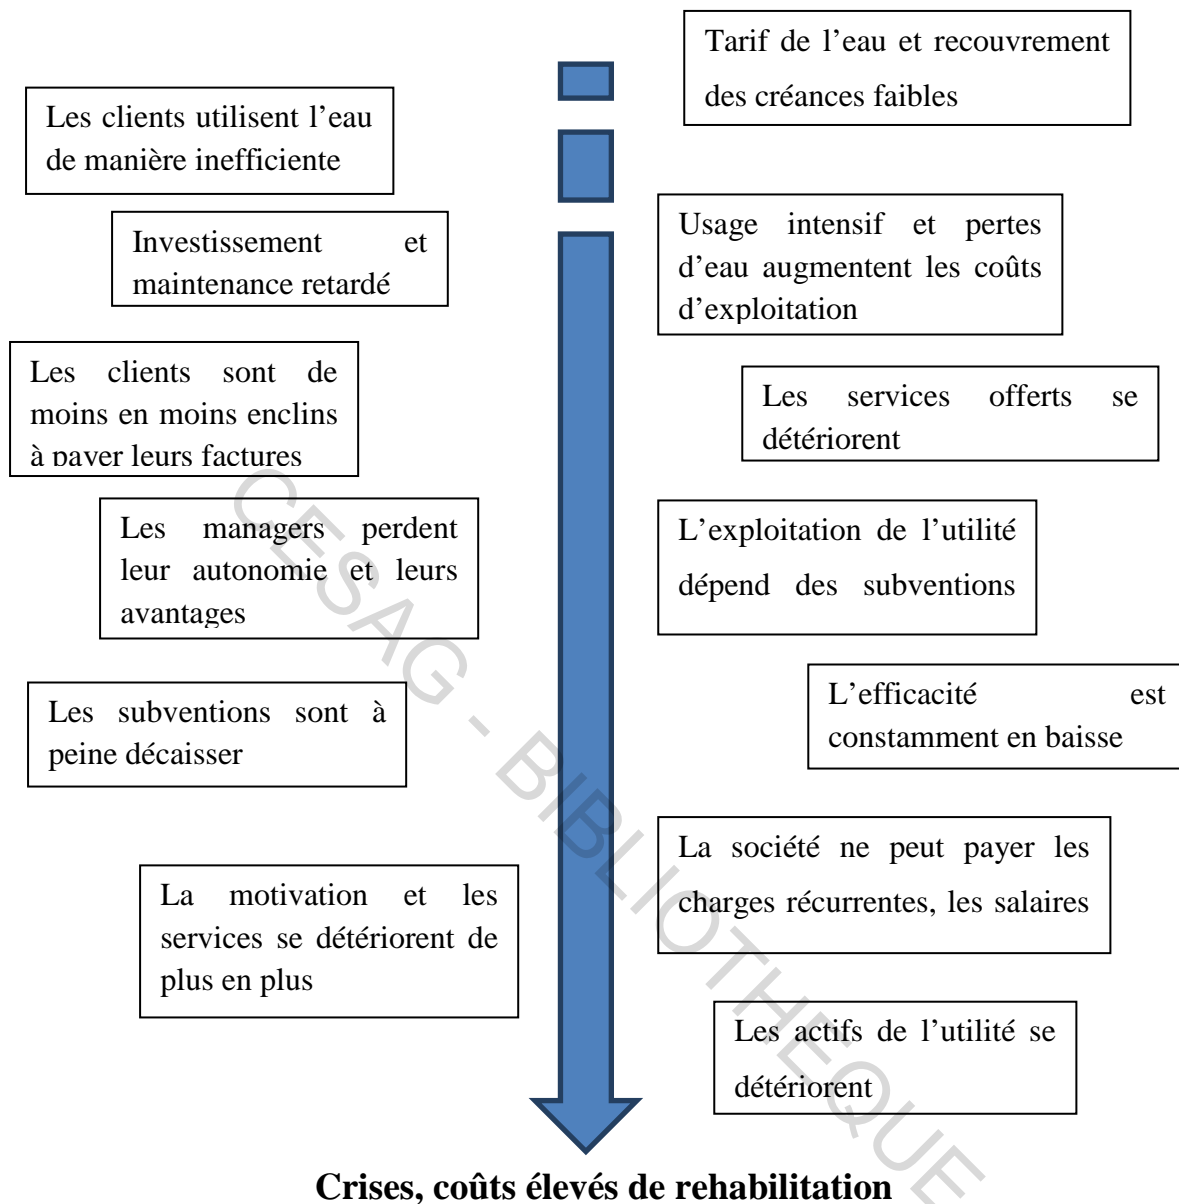 Tarif de l’eau et recouvrement
des créances faibles
Les clients utilisent l’eau
de manière inefficiente
Usage intensif et pertes
d’eau augmentent les coûts
d’exploitation
Investissement et
maintenance retardé
Les clients sont de
moins en moins enclins
à payer leurs factures
Les services offerts se
détériorent
Les managers perdent
leur autonomie et leurs
avantages
L’exploitation de l’utilité
dépend des subventions
Les subventions sont à
peine décaisser
L’efficacité est
constamment en baisse
La société ne peut payer les
charges récurrentes, les salaires
La motivation et les
services se détériorent de
plus en plus
Les actifs de l’utilité se
détériorent
Crises, coûts élevés de rehabilitation
CESAG - BIBLIOTHEQUE